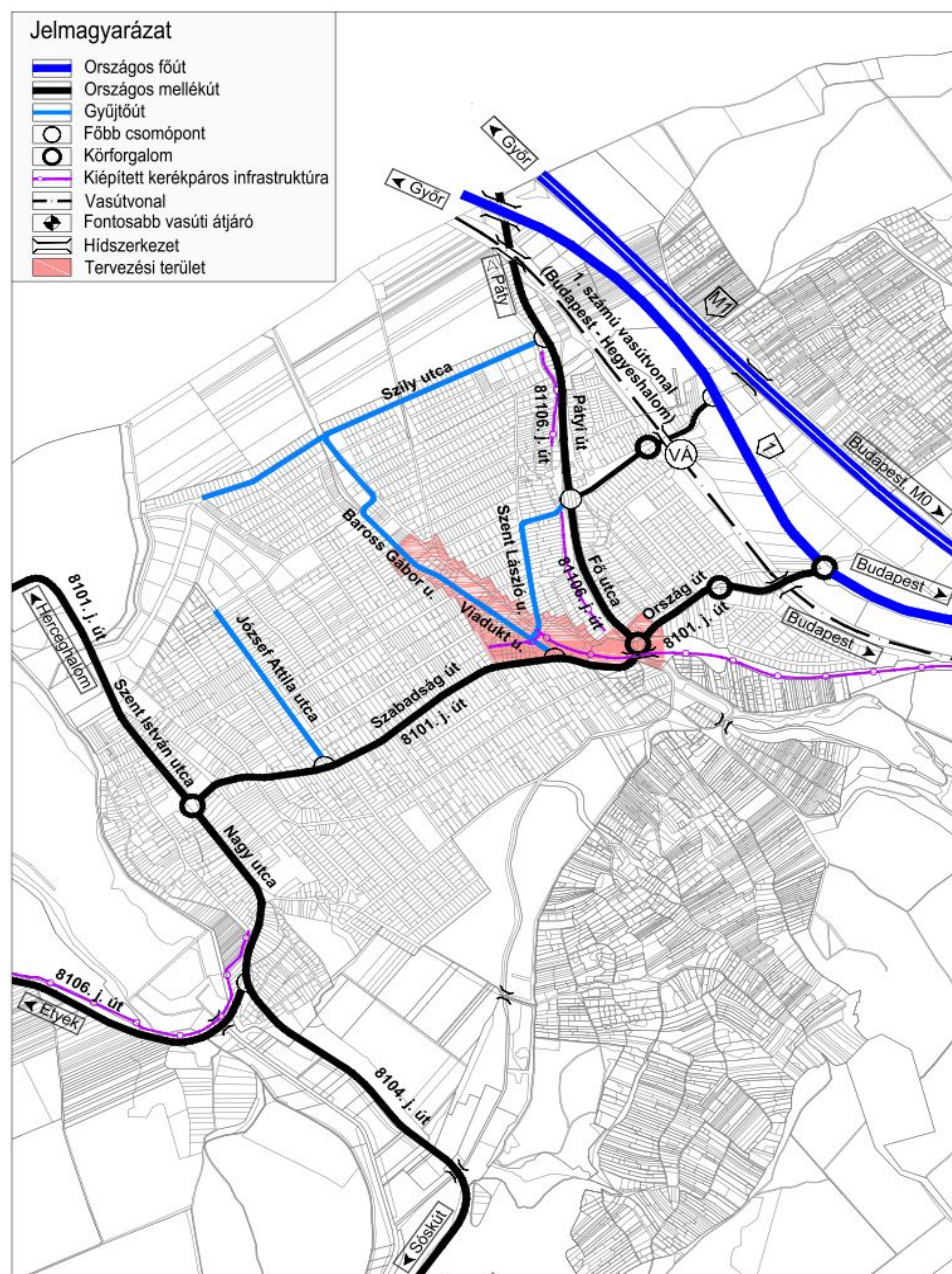 Jelmagyarázat
Országos főút
Országos mellékút
Gyűjtőút
Főbb csomópont
Körforgalom
Kiépített kerékpáros infrastruktúra
Vasútvonal
Fontosabb vasúti átjáró
Hídszerkezet
Tervezési terület
Győr
Győr
Páty
1. számú vasútvonal
(Budapest - Hegyeshalom)
M1
Szily utca
81106. j. út
Pátyi út
1
VÁ
Budapest, M0
Baross Gábor u.
Szent László u.
81106. j. út
Fő utca
Ország út
8101. j. út
Budapest
Budapest
8101. j. út
Herceghalom
József Attila utca
Viadukt u.
Szabadság út
8101. j. út
Szent István utca
Nagy utca
8106. j. út
Etyek
8104. j. út
Sóskút